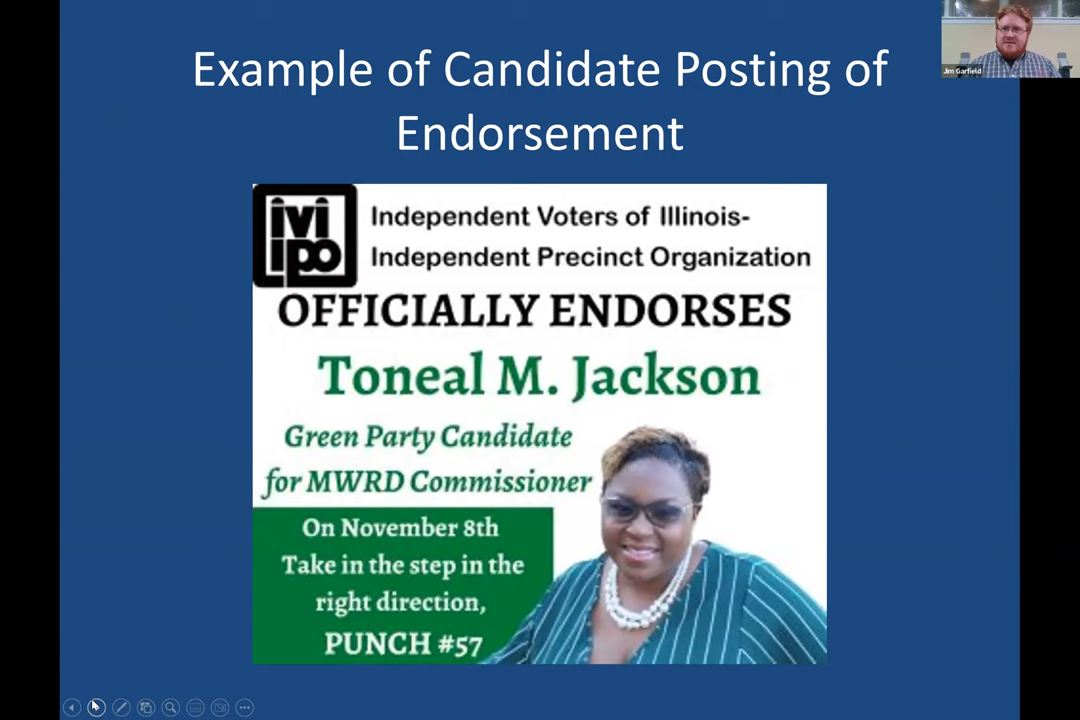 Example of Candidate Posting of
Endorsement
Jim Garfield
ivi
ipo
Independent Voters of Illinois-
Independent Precinct Organization
OFFICIALLY ENDORSES
Toneal M. Jackson
Green Party Candidate
for MWRD Commissioner
On November 8th
Take in the step in the
right direction,
PUNCH #57